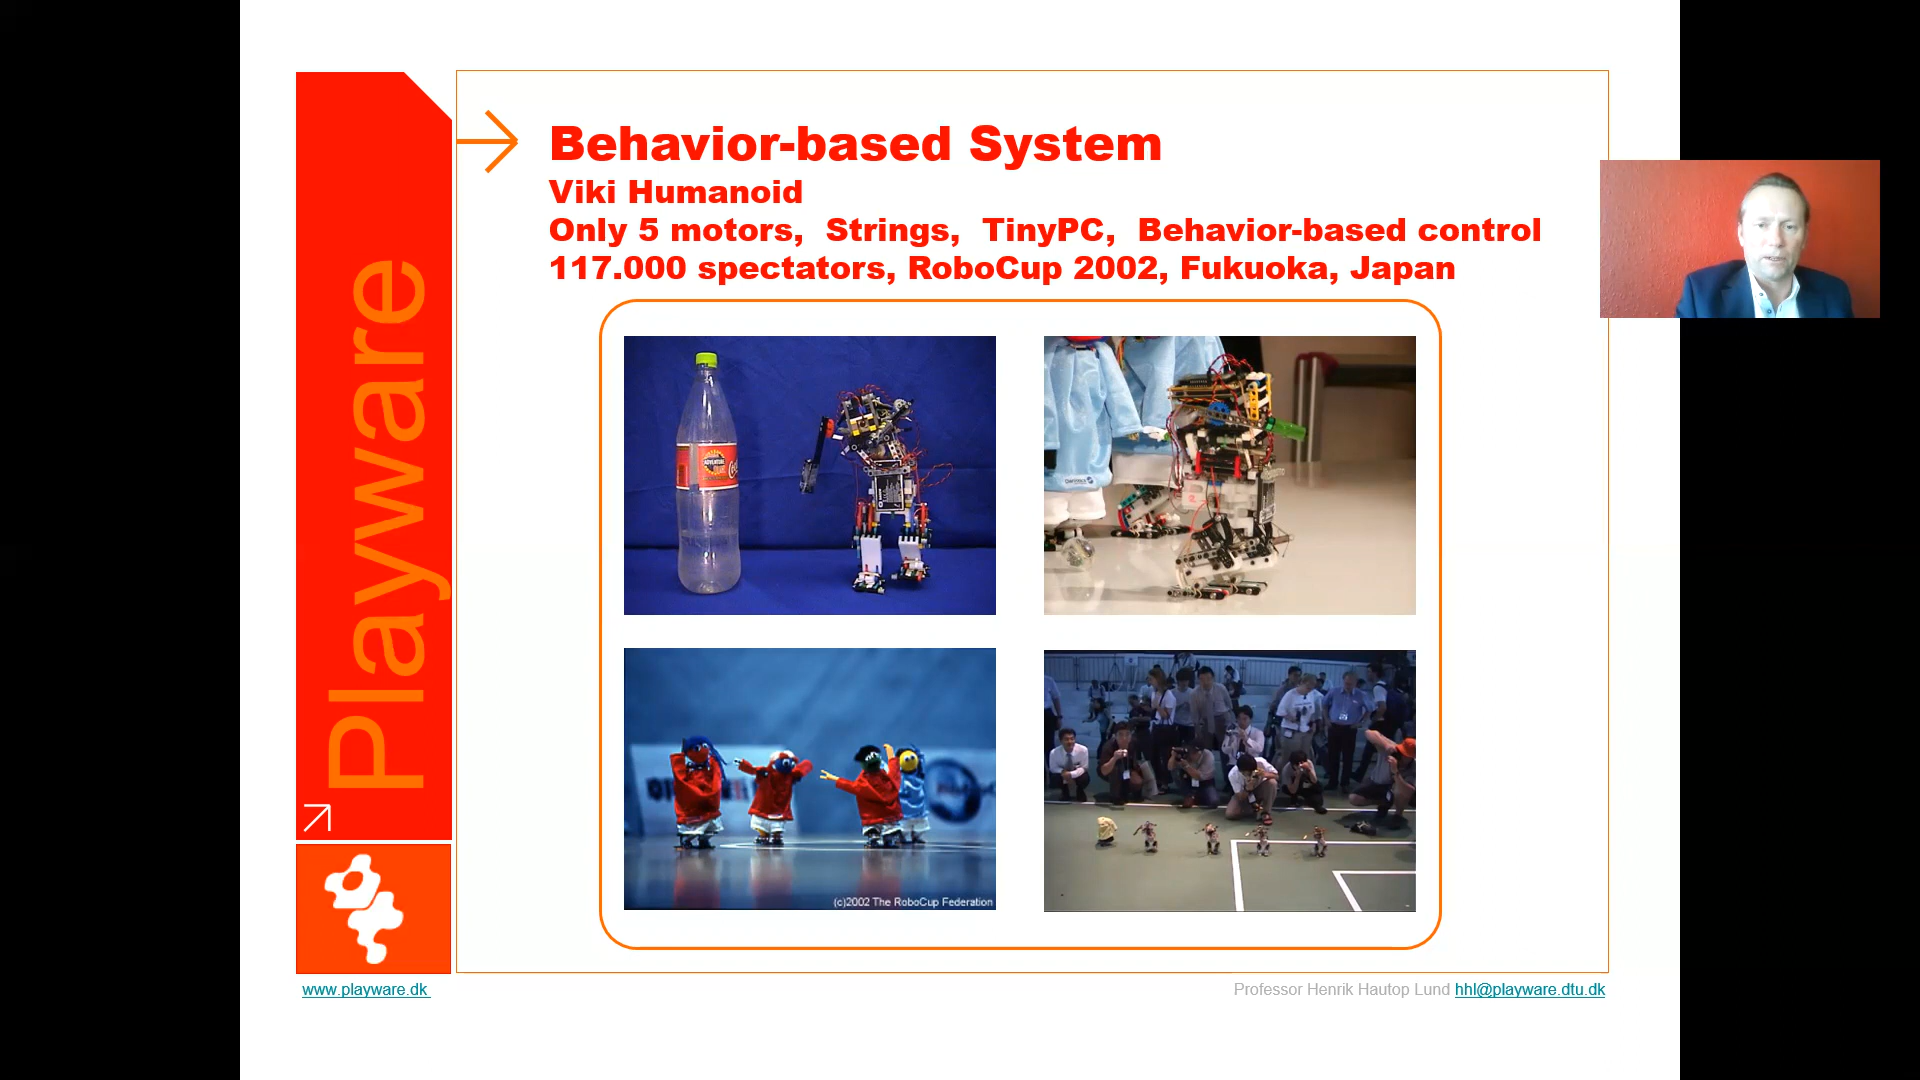 Behavior-based System
Viki Humanoid
Only 5 motors, Strings, TinyPC, Behavior-based control
117.000 spectators, RoboCup 2002, Fukuoka, Japan
Playware
ADVENTURE
(c)2002 The RoboCup Federation
www.playware.dk
Professor Henrik Hautop Lund hhl@playware.dtu.dk